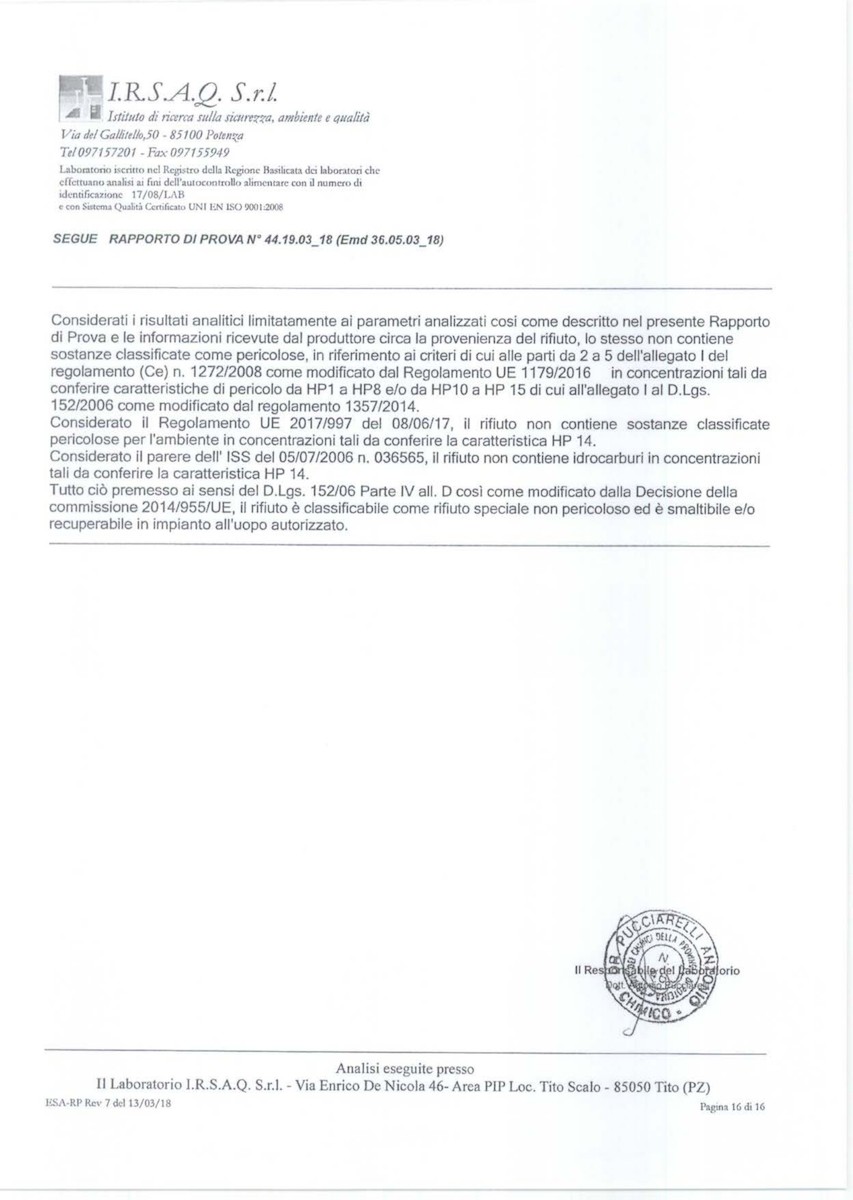 I.R.S.A.Q. S.r.l.
Istituto di ricerca sulla sicurezza, ambiente e qualità
Via del Gallitello,50 - 85100 Potenza
Tel 097157201 - Fax 097155949
Laboratorio iscritto nel Registro della Regione Basilicata dei laboratori che
effettuano analisi ai fini dell'autocontrollo alimentare con il numero di
identificazione 17/08/LAB
e con Sistema Qualità Certificato UNI EN ISO 9001:2008
SEGUE RAPPORTO DI PROVA N° 44.19.03_18 (Emd 36.05.03_18)
Considerati i risultati analitici limitatamente ai parametri analizzati cosi come descritto nel presente Rapporto
di Prova e le informazioni ricevute dal produttore circa la provenienza del rifiuto, lo stesso non contiene
sostanze classificate come pericolose, in riferimento ai criteri di cui alle parti da 2 a 5 dell'allegato I del
regolamento (Ce) n. 1272/2008 come modificato dal Regolamento UE 1179/2016 in concentrazioni tali da
conferire caratteristiche di pericolo da HP1 a HP8 e/o da HP10 a HP 15 di cui all'allegato I al D.Lgs.
152/2006 come modificato dal regolamento 1357/2014.
Considerato il Regolamento UE 2017/997 del 08/06/17, il rifiuto non contiene sostanze classificate
pericolose per l'ambiente in concentrazioni tali da conferire la caratteristica HP 14.
Considerato il parere dell' ISS del 05/07/2006 n. 036565, il rifiuto non contiene idrocarburi in concentrazioni
tali da conferire la caratteristica HP 14.
Tutto ciò premesso ai sensi del D.Lgs. 152/06 Parte IV all. D così come modificato dalla Decisione della
commissione 2014/955/UE, il rifiuto è classificabile come rifiuto speciale non pericoloso ed è smaltibile e/o
recuperabile in impianto all'uopo autorizzato.
DR. PUCCIARELLI ANTONIO
CHIMICO
Il Responsabile del Laboratorio
Dott.
Analisi eseguite presso
Il Laboratorio I.R.S.A.Q. S.r.l. - Via Enrico De Nicola 46- Area PIP Loc. Tito Scalo - 85050 Tito (PZ)
ESA-RP Rev 7 del 13/03/18
Pagina 16 di 16